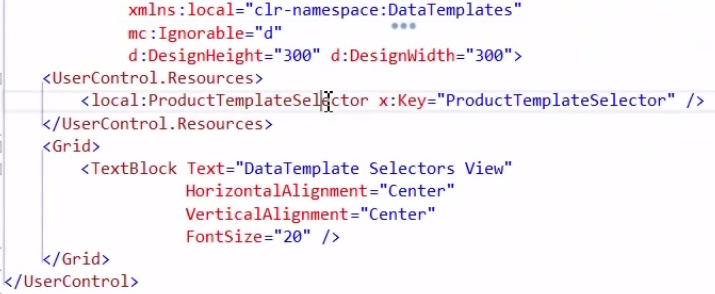 xmlns:local="clr-namespace:DataTemplates"
mc:Ignorable="d"
d:DesignHeight="300" d:DesignWidth="300">
<UserControl.Resources>
<local:ProductTemplateSelector x:Key="ProductTemplateSelector" />
</UserControl.Resources>
<Grid>
<TextBlock Text="DataTemplate Selectors View"
HorizontalAlignment="Center"
VerticalAlignment="Center"
FontSize="20" />
</Grid>
</UserControl>